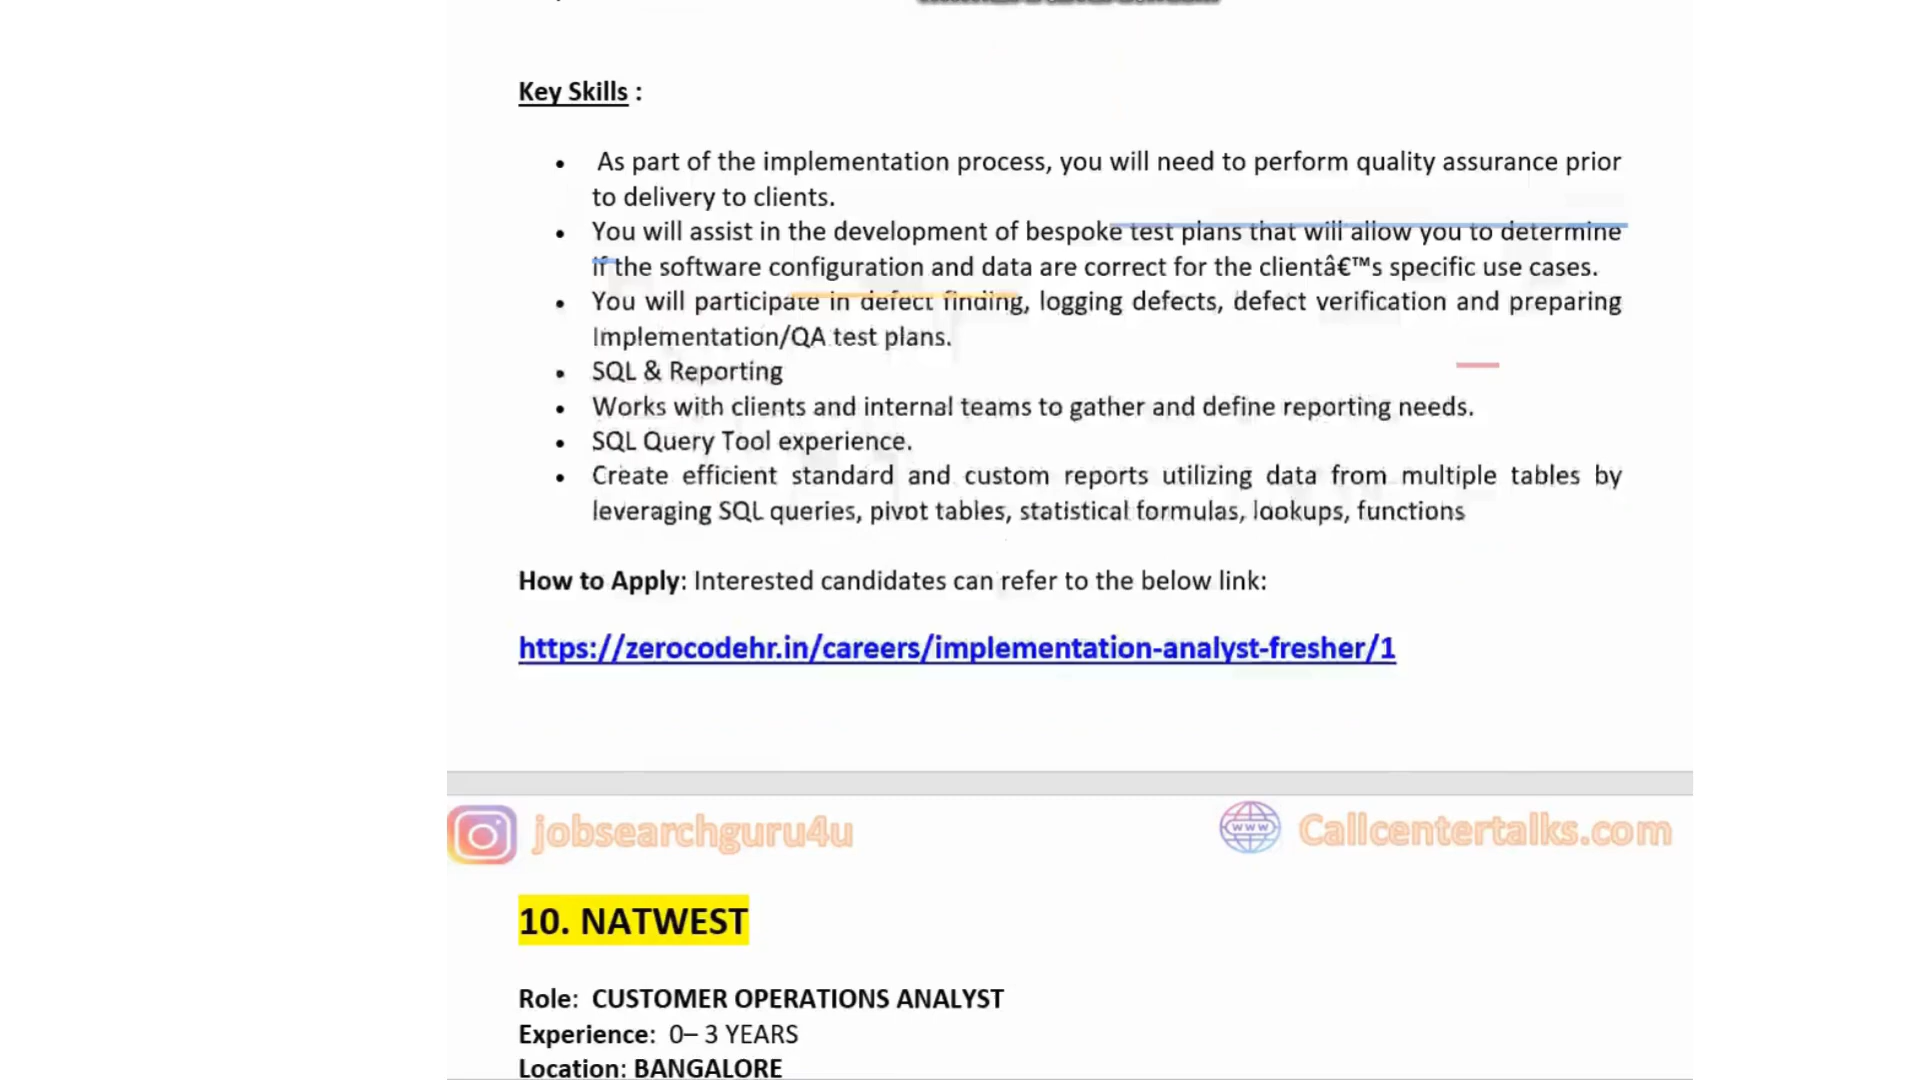 Key Skills :
• As part of the implementation process, you will need to perform quality assurance prior
to delivery to clients.
• You will assist in the development of bespoke test plans that will allow you to determine
if the software configuration and data are correct for the clientâ€™s specific use cases.
• You will participate in defect finding, logging defects, defect verification and preparing
Implementation/QA test plans.
• SQL & Reporting
• Works with clients and internal teams to gather and define reporting needs.
• SQL Query Tool experience.
• Create efficient standard and custom reports utilizing data from multiple tables by
leveraging SQL queries, pivot tables, statistical formulas, lookups, functions
How to Apply: Interested candidates can refer to the below link:
https://zerocodehr.in/careers/implementation-analyst-fresher/1
jobsearchguru4u
www Callcentertalks.com
10. NATWEST
Role: CUSTOMER OPERATIONS ANALYST
Experience: 0– 3 YEARS
Location: BANGALORE